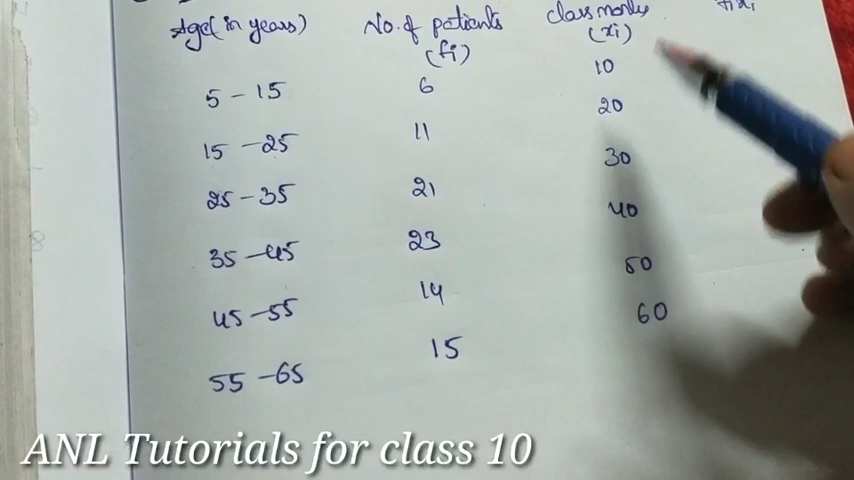 Age(in years) No. of patients (fi) class marks (xi) fixi
5-15 6 10
15-25 11 20
25-35 21 30
35-45 23 40
45-55 14 50
55-65 15 60
ANL Tutorials for class 10